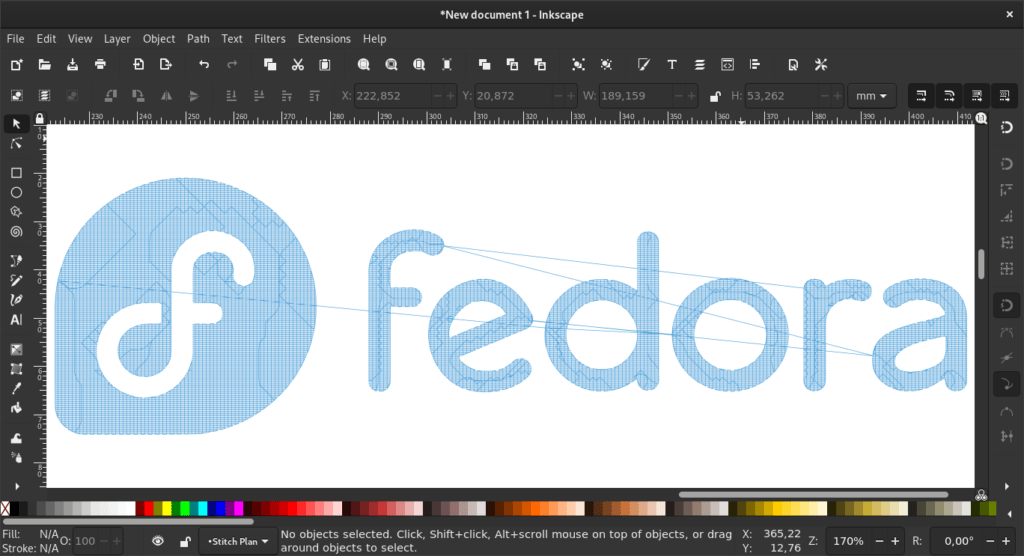 *New document 1 - Inkscape
File Edit View Layer Object Path Text Filters Extensions Help
X: 222,852 Y: 20,872 W: 189,159 H: 53,262 mm
230 240 250 260 270 280 290 300 310 320 330 340 350 360 370 380 390 400 410
fedora
Fill: N/A O: 100 •Stitch Plan No objects selected. Click, Shift+click, Alt+scroll mouse on top of objects, or drag X: 365,22 Z: 170% R: 0,00°
Stroke: N/A around objects to select. Y: 12,76